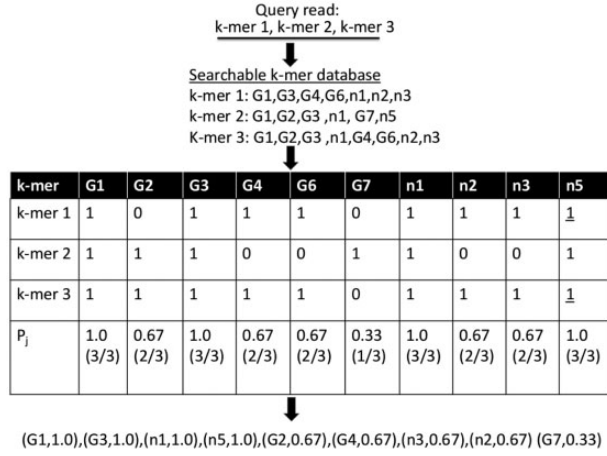 Query read:
k-mer 1, k-mer 2, k-mer 3
Searchable k-mer database
k-mer 1: G1,G3,G4,G6,n1,n2,n3
k-mer 2: G1,G2,G3 ,n1, G7,n5
K-mer 3: G1,G2,G3 ,n1,G4,G6,n2,n3
k-mer G1 G2 G3 G4 G6 G7 n1 n2 n3 n5
k-mer 1 1 0 1 1 1 0 1 1 1 1
k-mer 2 1 1 1 0 0 1 1 0 0 1
k-mer 3 1 1 1 1 1 0 1 1 1 1
Pj 1.0 0.67 1.0 0.67 0.67 0.33 1.0 0.67 0.67 1.0
(3/3) (2/3) (3/3) (2/3) (2/3) (1/3) (3/3) (2/3) (2/3) (3/3)
(G1,1.0),(G3,1.0),(n1,1.0),(n5,1.0),(G2,0.67),(G4,0.67),(n3,0.67),(n2,0.67) (G7,0.33)